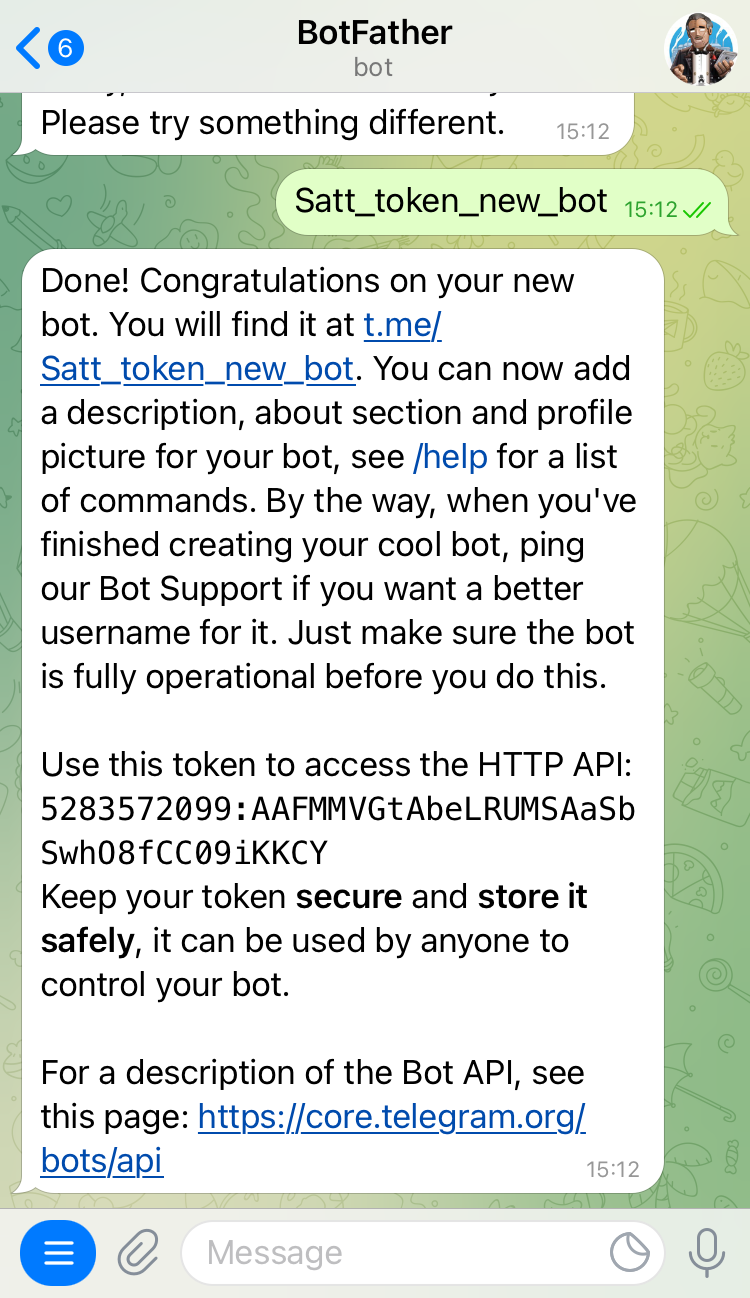 6
BotFather
bot
Please try something different.
15:12
Satt_token_new_bot 15:12
Done! Congratulations on your new
bot. You will find it at t.me/
Satt_token_new_bot. You can now add
a description, about section and profile
picture for your bot, see /help for a list
of commands. By the way, when you've
finished creating your cool bot, ping
our Bot Support if you want a better
username for it. Just make sure the bot
is fully operational before you do this.
Use this token to access the HTTP API:
5283572099:AAFMMVGtAbeLRUMSAaSb
SwhO8fCC09iKKCY
Keep your token secure and store it
safely, it can be used by anyone to
control your bot.
For a description of the Bot API, see
this page: https://core.telegram.org/
bots/api
15:12
Message